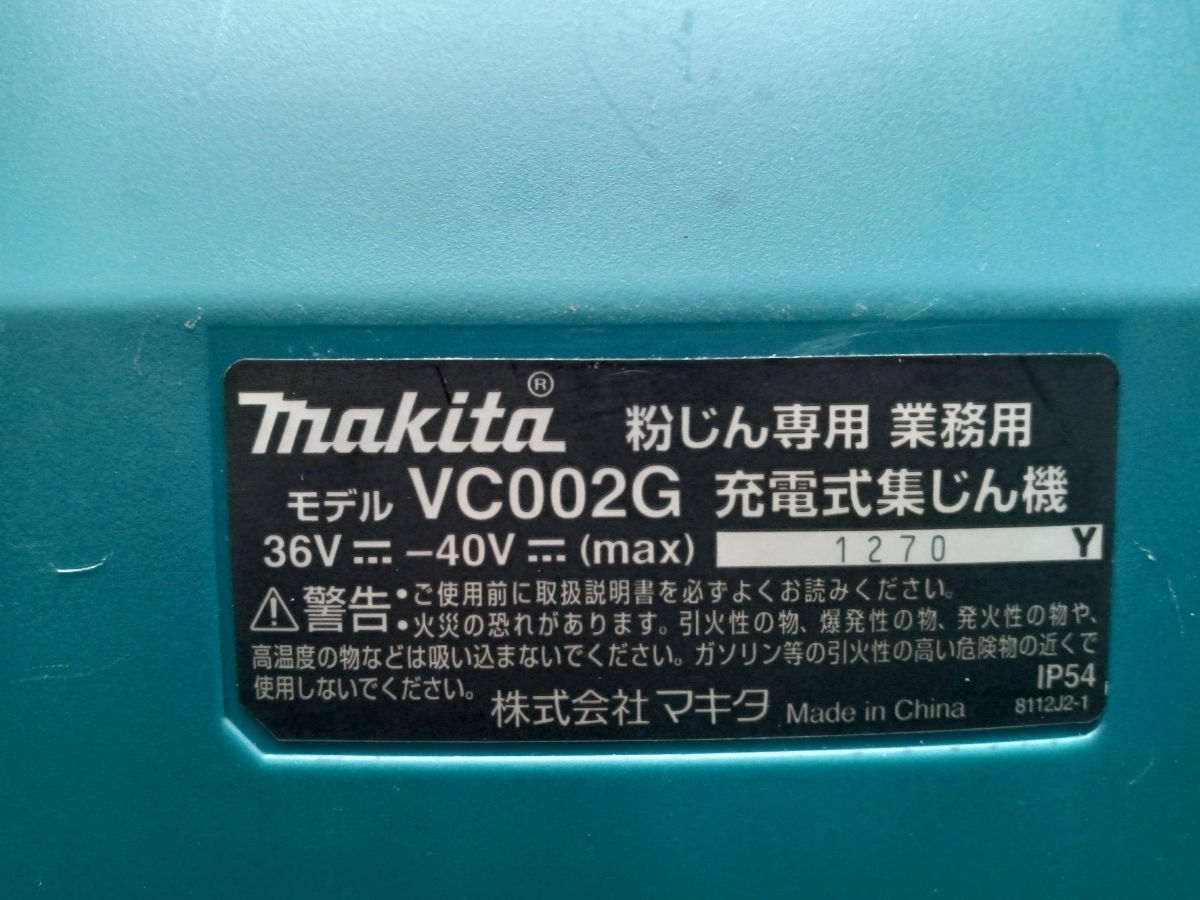 makita® 粉じん専用 業務用
モデル VC002G 充電式集じん機
36V⎓-40V⎓(max) 1270 Y
⚠警告・ご使用前に取扱説明書を必ずよくお読みください。
・火災の恐れがあります。引火性の物、爆発性の物、発火性の物や、
高温度の物などは吸い込まないでください。ガソリン等の引火性の高い危険物の近くで
使用しないでください。 IP54
株式会社マキタ Made in China 8112J2-1